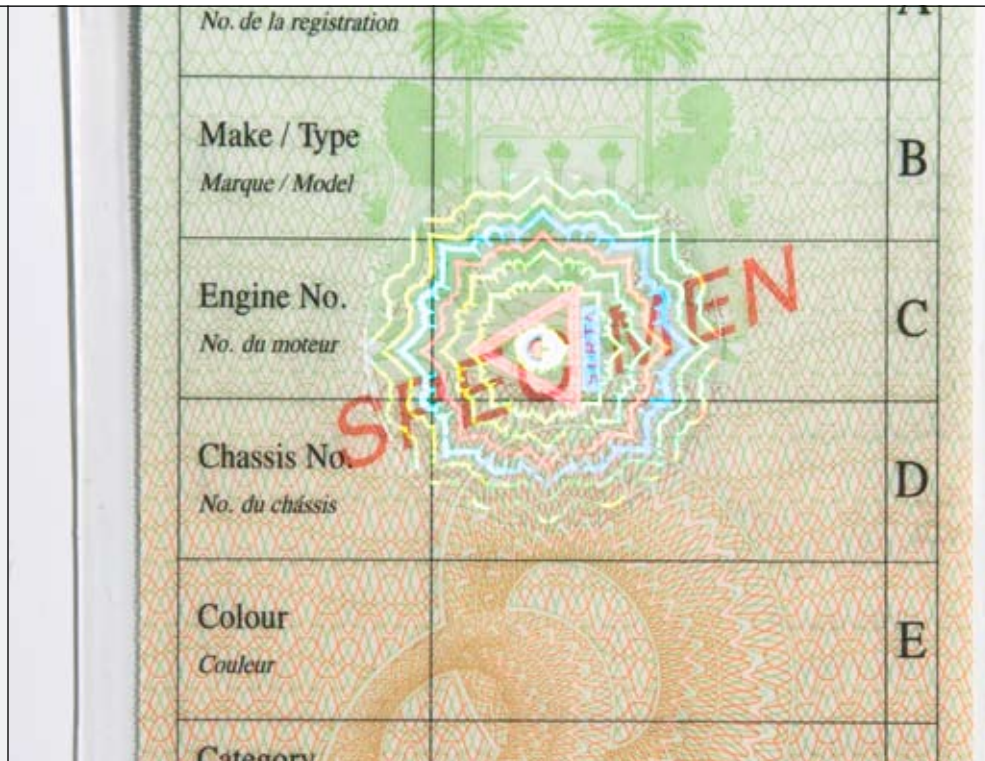 No. de la registration
A
Make / Type
Marque / Model
B
Engine No.
No. du moteur
C
SPECIMEN
Chassis No.
No. du châssis
D
Colour
Couleur
E
Category